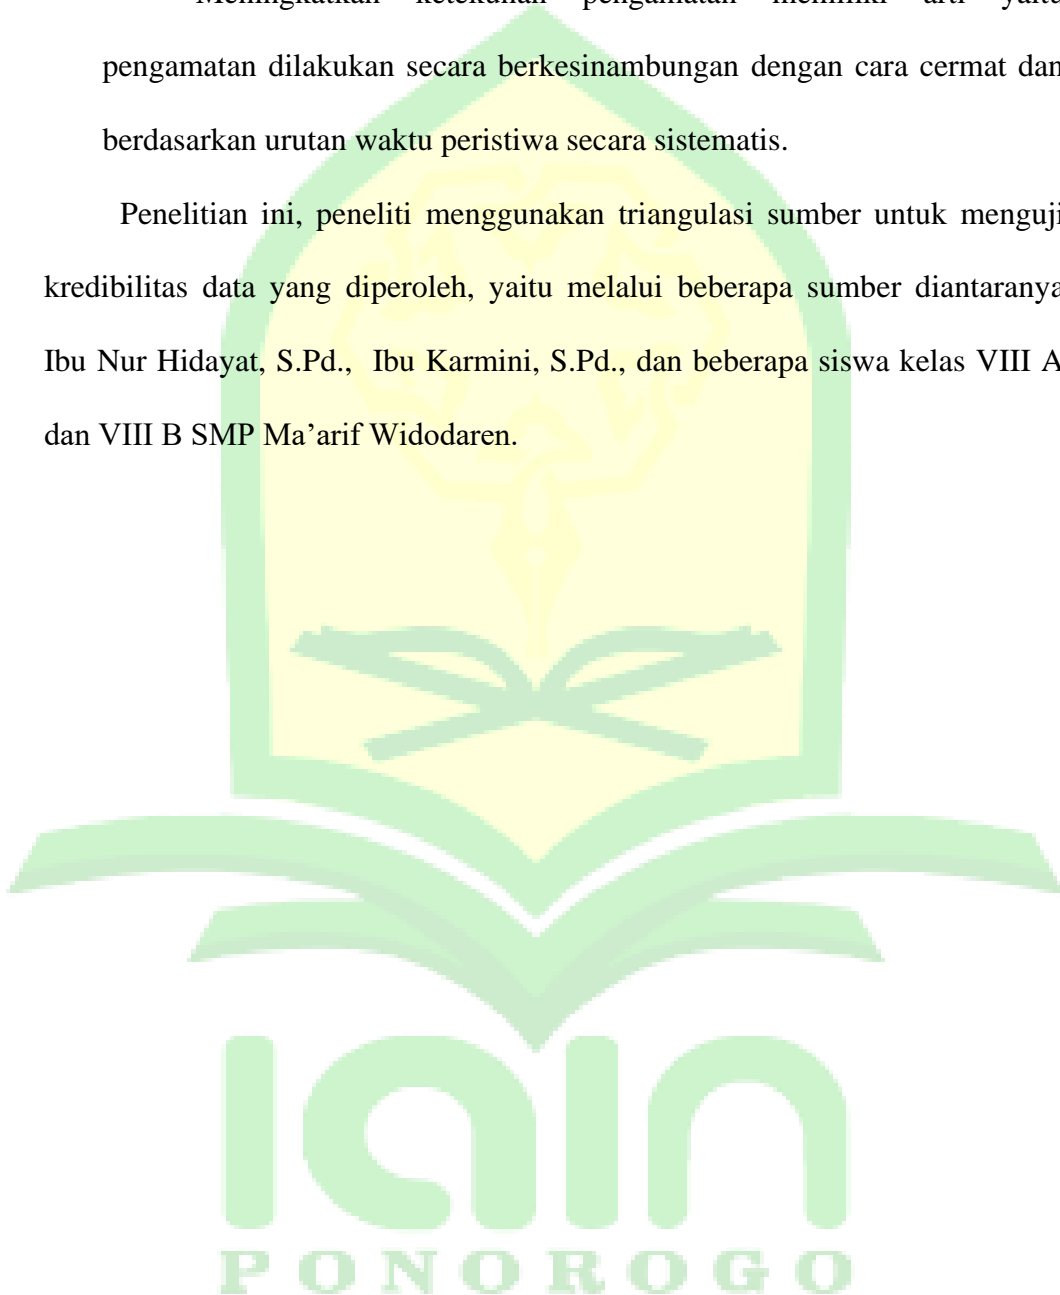 Meningkatkan ketekunan pengamatan memiliki arti yaitu
pengamatan dilakukan secara berkesinambungan dengan cara cermat dan
berdasarkan urutan waktu peristiwa secara sistematis.
Penelitian ini, peneliti menggunakan triangulasi sumber untuk menguji
kredibilitas data yang diperoleh, yaitu melalui beberapa sumber diantaranya
Ibu Nur Hidayat, S.Pd., Ibu Karmini, S.Pd., dan beberapa siswa kelas VIII A
dan VIII B SMP Ma’arif Widodaren.
IAIN
PONOROGO